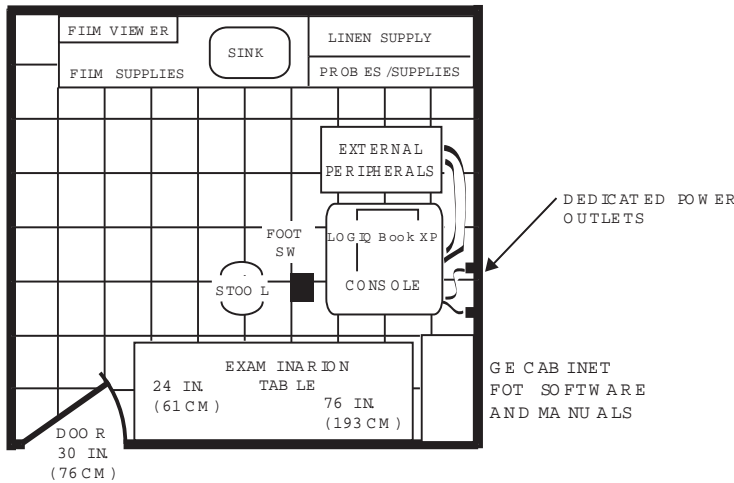 FILM VIEWER
SINK
LINEN SUPPLY
FILM SUPPLIES
PROBES/SUPPLIES
EXTERNAL
PERIPHERALS
DEDICATED POWER
OUTLETS
FOOT
SW
LOGIQ Book XP
STOOL
CONSOLE
EXAMINARION
TABLE
24 IN.
(61CM)
76 IN.
(193CM)
GE CABINET
FOT SOFTWARE
AND MANUALS
DOOR
30 IN.
(76CM)